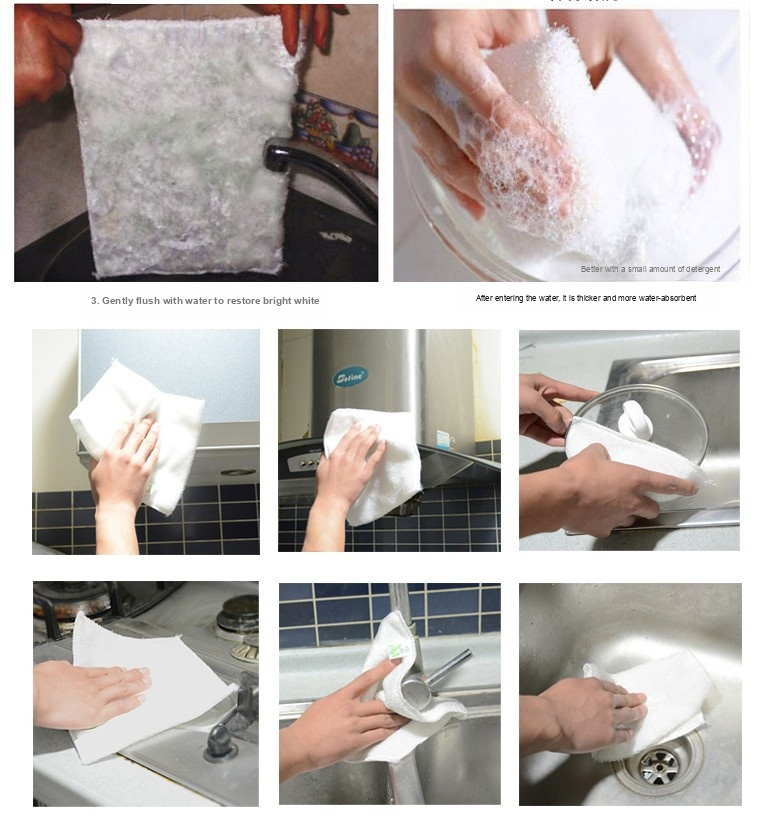 Better with a small amount of detergent
3. Gently flush with water to restore bright white
After entering the water, it is thicker and more water-absorbent